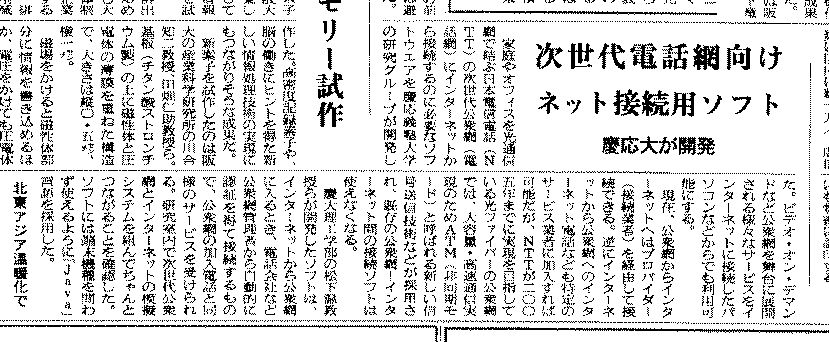 次世代電話網向け
ネット接続用ソフト
慶応大が開発
家庭やオフィスを光通信
網で結ぶ日本電信電話(N
TT)の次世代公衆網(電
話網)にインターネットか
ら接続するのに必要なソフ
トウエアを慶応義塾大学
の研究グループが開発し
た。ビデオ・オン・デマン
ドなど公衆網を舞台に展開
される様々なサービスをイ
ンターネットに接続したパ
ソコンなどからでも利用可
能にする。
現在、公衆網からインタ
ーネットへはプロバイダー
(接続業者)を経由して接
続できる。逆にインターネ
ットから公衆網へのインタ
ーネット電話なども特定の
サービス業者に加入すれば
可能だが、NTTが二〇〇
五年までに実現を目指して
いる光ファイバーの公衆網
では、大容量・高速通信実
現のためATM(非同期モ
ード)と呼ばれる新しい信
号送信技術などが採用さ
れ、既存の公衆網―インタ
ーネット間の接続ソフトは
使えなくなる。
慶大理工学部の松下温教
授らが開発したソフトは、
インターネットから公衆網
に入るとき、電話会社など
公衆網管理者から自動的に
認証を得て接続するもの
で、公衆網の加入電話と同
様のサービスを受けられ
る。研究室内で次世代公衆
網とインターネットの模擬
システムを組んでちゃんと
つながることを確認した。
ソフトには端末機種を問わ
ず使えるように「Java」
言語を採用した。
モリー試作
作した。高密度記録素子や、
脳の働きにヒントを得た新
しい情報処理技術の実現に
もつながりそうな成果だ。
新素子を試作したのは阪
大の産業科学研究所の川合
知二教授、田畑仁助教授ら。
基板(チタン酸ストロンチ
ウム製)の上に磁性体と圧
電体の薄膜を重ねた構造
で、大きさは縦〇・五㍉、
横一㍉。
磁場をかけると磁性体部
分に情報を書き込めるほ
か、電圧をかけても圧電体
北東アジア温暖化で